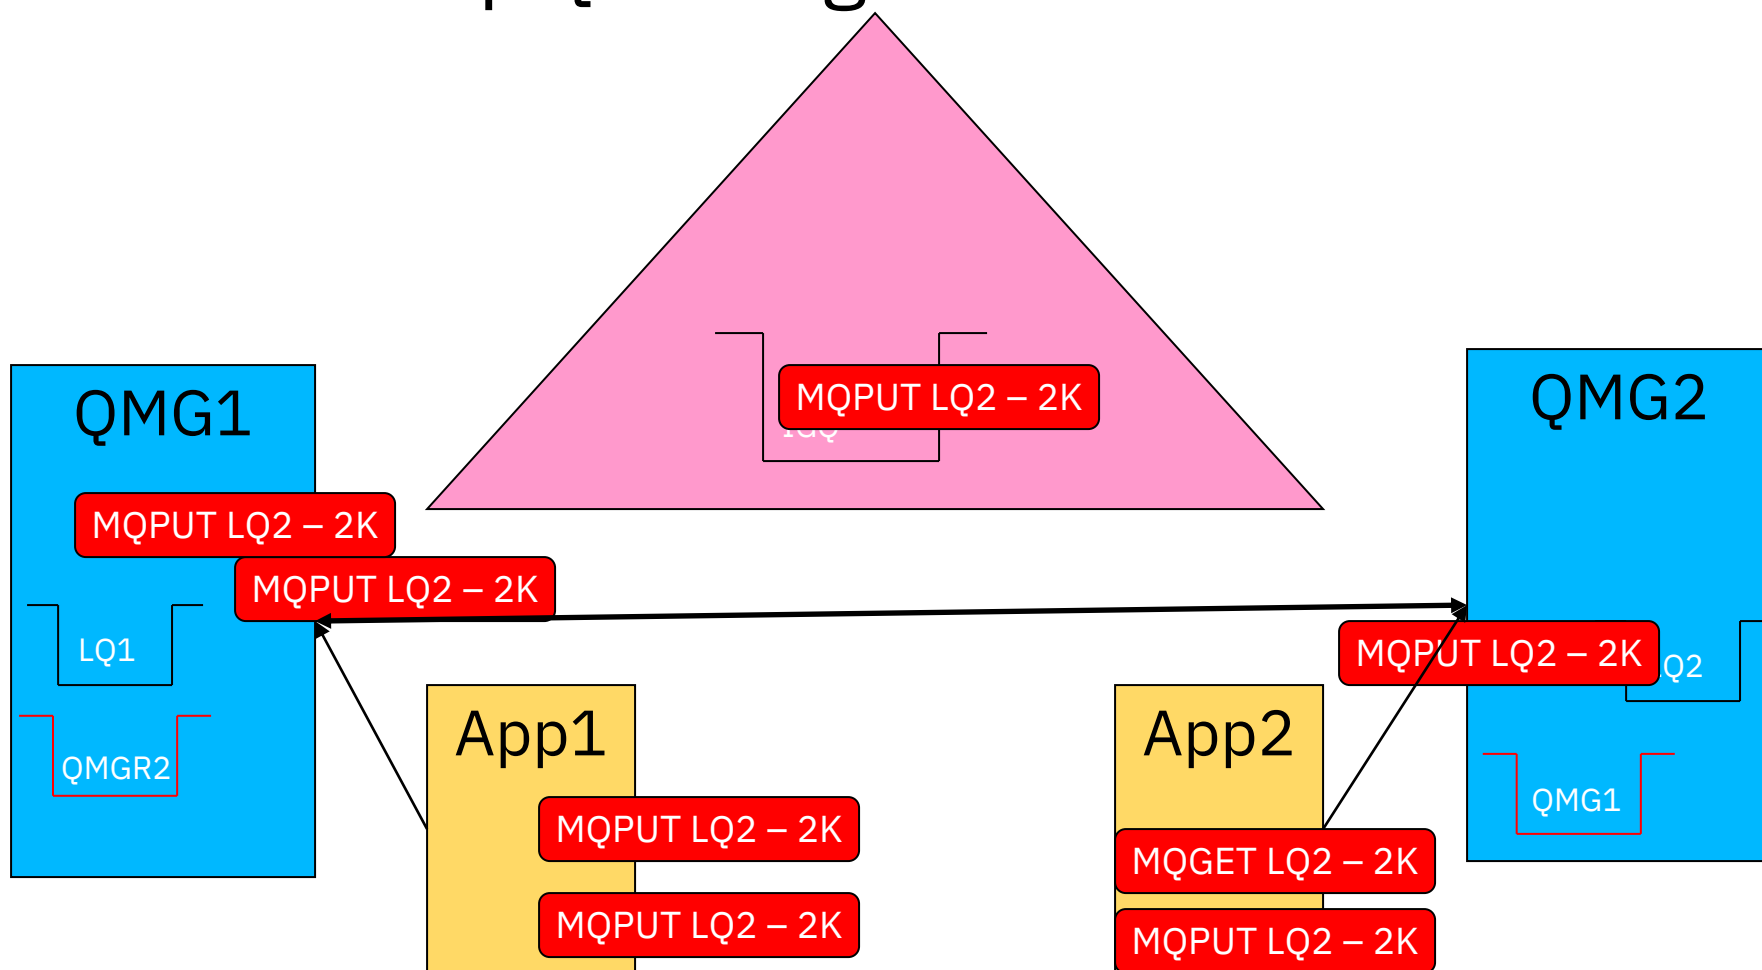 QMG1
QMG2
MQPUT LQ2 – 2K
MQPUT LQ2 – 2K
MQPUT LQ2 – 2K
LQ1
MQPUT LQ2 – 2K
Q2
QMGR2
QMG1
App1
App2
MQPUT LQ2 – 2K
MQGET LQ2 – 2K
MQPUT LQ2 – 2K
MQPUT LQ2 – 2K